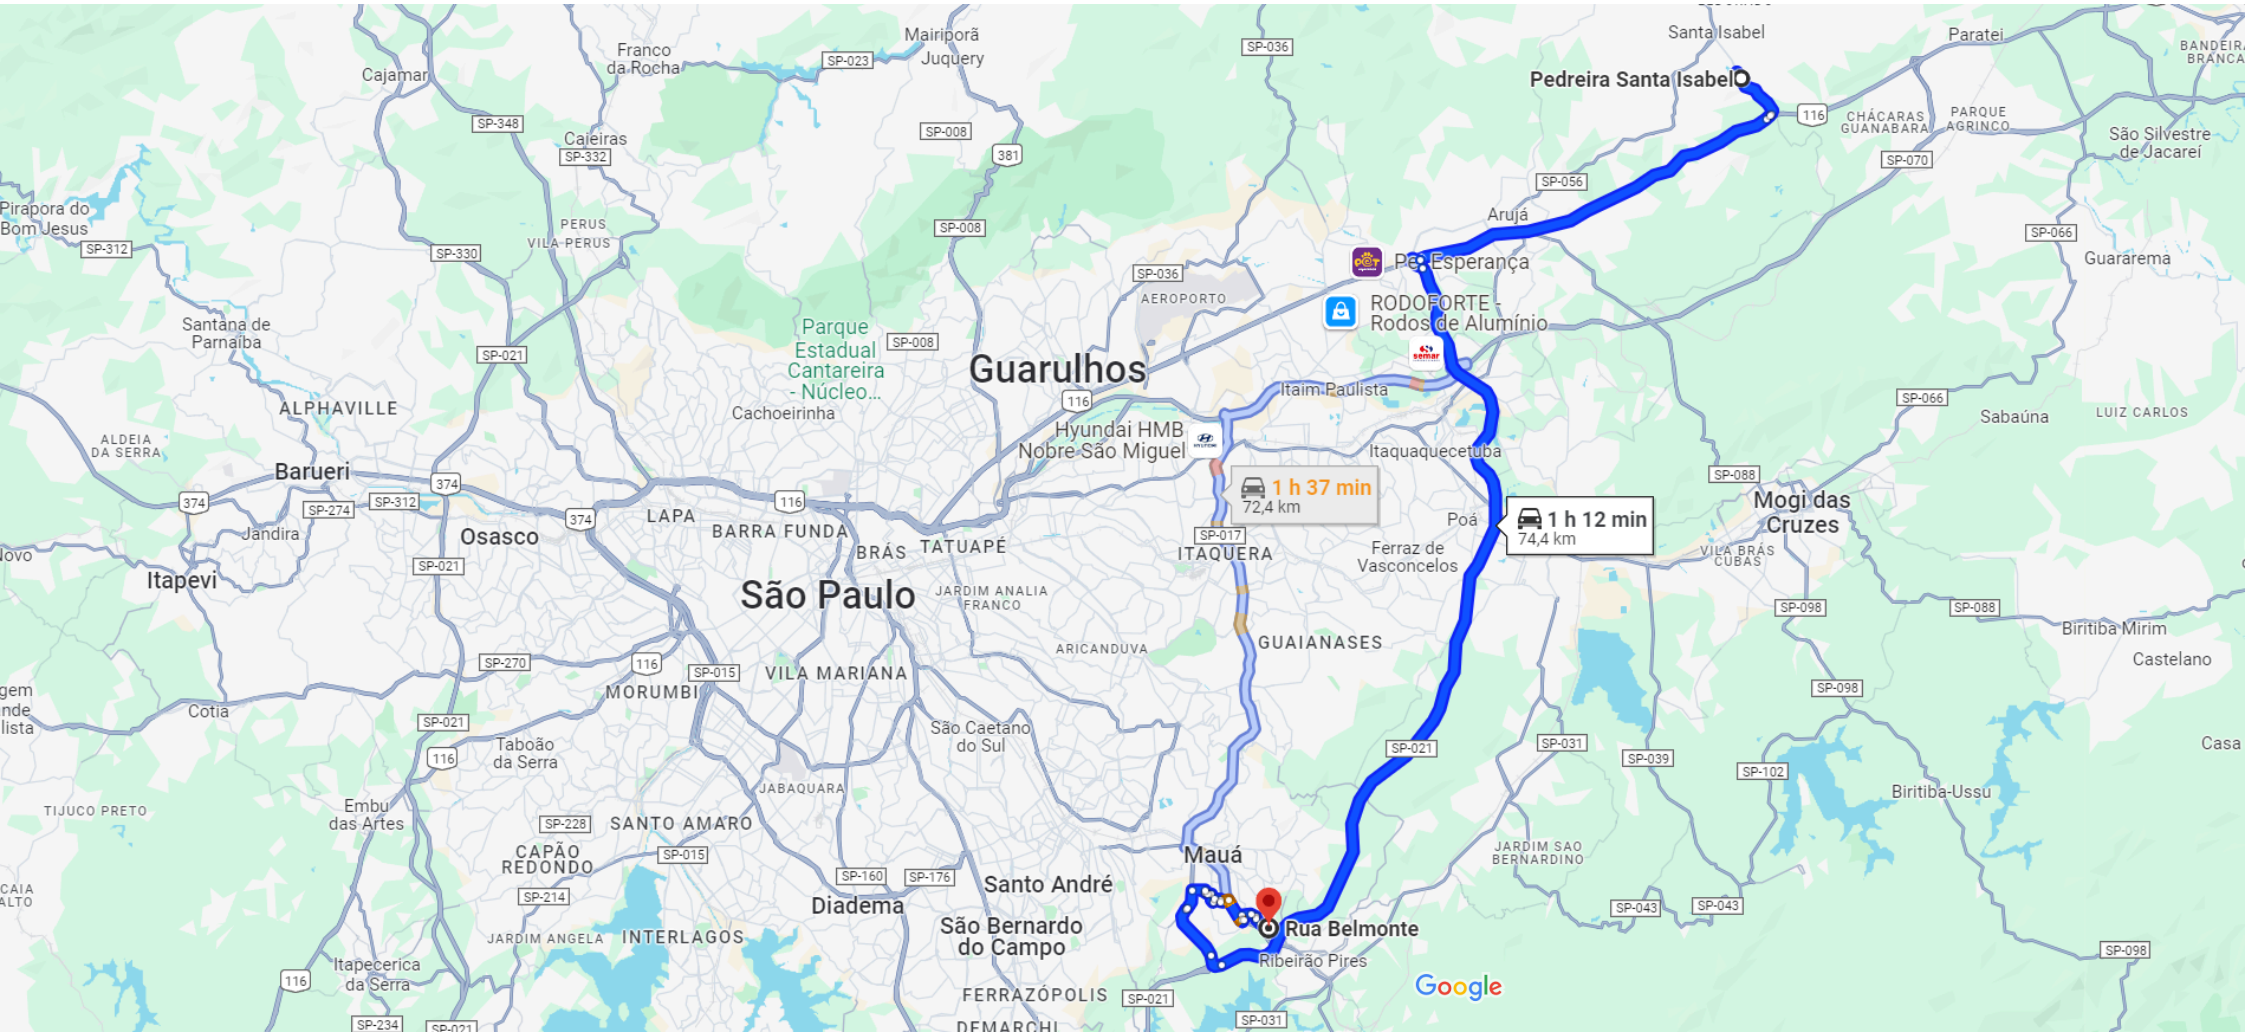 Santa Isabel
Paratei
Mairiporã
Juquery
Franco
da Rocha
SP-023
SP-036
BANDEIRA
BRANCA
Cajamar
Pedreira Santa Isabel
116
CHÁCARAS
GUANABARA
PARQUE
AGRINCO
SP-348
SP-008
Caieiras
SP-332
381
São Silvestre
de Jacareí
SP-070
SP-056
Pirapora do
Bom Jesus
SP-312
PERUS
VILA PERUS
SP-330
SP-008
Arujá
SP-066
Guararema
Pet Esperança
SP-036
AEROPORTO
RODOFORTE -
Rodos de Alumínio
semar
Santana de
Parnaíba
SP-021
Parque
Estadual
Cantareira
- Núcleo...
SP-008
Guarulhos
116
Itaim Paulista
Cachoeirinha
ALPHAVILLE
SP-066
Sabaúna
LUIZ CARLOS
ALDEIA
DA SERRA
Hyundai HMB
Nobre São Miguel
HYUNDAI
Itaquaquecetuba
Barueri
374
374
SP-312
SP-274
374
116
SP-088
Mogi das
Cruzes
1 h 37 min
72,4 km
LAPA
BARRA FUNDA
BRÁS
TATUAPÉ
Jandira
Osasco
SP-021
Itapevi
SP-017
ITAQUERA
Poá
1 h 12 min
74,4 km
Ferraz de
Vasconcelos
VILA BRÁS
CUBAS
São Paulo
JARDIM ANALIA
FRANCO
SP-098
SP-088
Biritiba Mirim
Castelano
ARICANDUVA
GUAIANASES
SP-270
116
SP-015
VILA MARIANA
MORUMBI
SP-098
Cotia
SP-021
116
Taboão
da Serra
São Caetano
do Sul
SP-021
SP-031
SP-039
SP-102
Casa
JABAQUARA
TIJUCO PRETO
Embu
das Artes
SP-228
SANTO AMARO
Biritiba-Ussu
CAPÃO
REDONDO
SP-015
Mauá
JARDIM SAO
BERNARDINO
SP-214
SP-160
SP-176
Santo André
Diadema
SP-043
SP-043
São Bernardo
do Campo
Rua Belmonte
JARDIM ANGELA
INTERLAGOS
SP-098
Itapecerica
da Serra
116
Ribeirão Pires
Google
FERRAZÓPOLIS
SP-021
SP-234
SP-021
DEMARCHI
SP-031